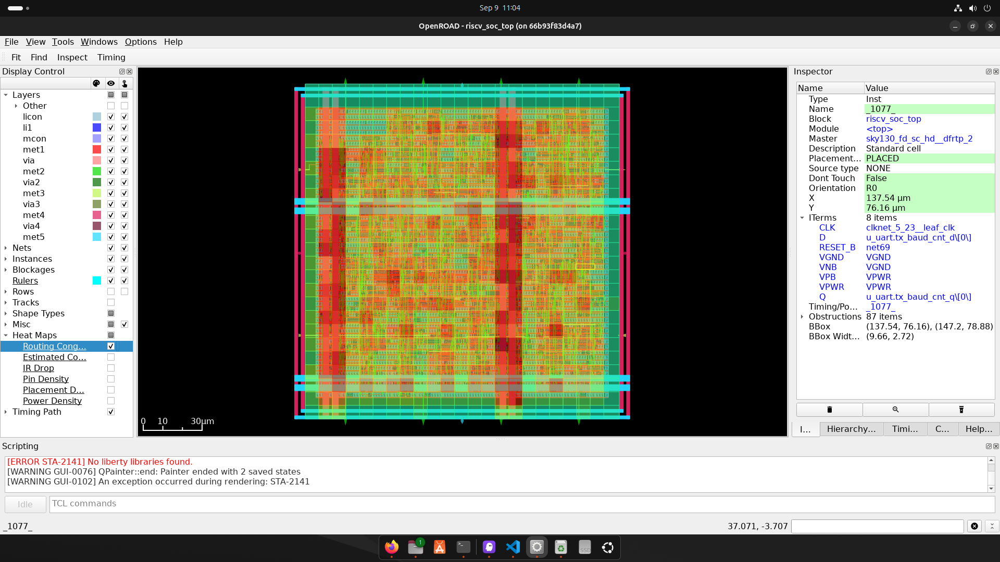 Sep 9 11:04
OpenROAD - riscv_soc_top (on 66b93f83d4a7)
File View Tools Windows Options Help
Fit Find Inspect Timing
Display Control
Layers
Other
licon
li1
mcon
met1
via
met2
via2
met3
via3
met4
via4
met5
Nets
Instances
Blockages
Rulers
Rows
Tracks
Shape Types
Misc
Heat Maps
Routing Cong...
Estimated Co...
IR Drop
Pin Density
Placement D...
Power Density
Timing Path
0 10 30µm
Inspector
Name Value
Type Inst
Name _1077_
Block riscv_soc_top
Module <top>
Master sky130_fd_sc_hd__dfrtp_2
Description Standard cell
Placement... PLACED
Source type NONE
Dont Touch False
Orientation R0
X 137.54 µm
Y 76.16 µm
ITerms 8 items
CLK clknet_5_23__leaf_clk
D u_uart.tx_baud_cnt_d\[0\]
RESET_B net69
VGND VGND
VNB VGND
VPB VPWR
VPWR VPWR
Q u_uart.tx_baud_cnt_q\[0\]
Timing/Po... _1077_
Obstructions 87 items
BBox (137.54, 76.16), (147.2, 78.88)
BBox Widt... (9.66, 2.72)
I... Hierarchy... Timi... C... Help...
Scripting
[ERROR STA-2141] No liberty libraries found.
[WARNING GUI-0076] QPainter::end: Painter ended with 2 saved states
[WARNING GUI-0102] An exception occurred during rendering: STA-2141
Idle TCL commands
_1077_ 37.071, -3.707
1
SSD